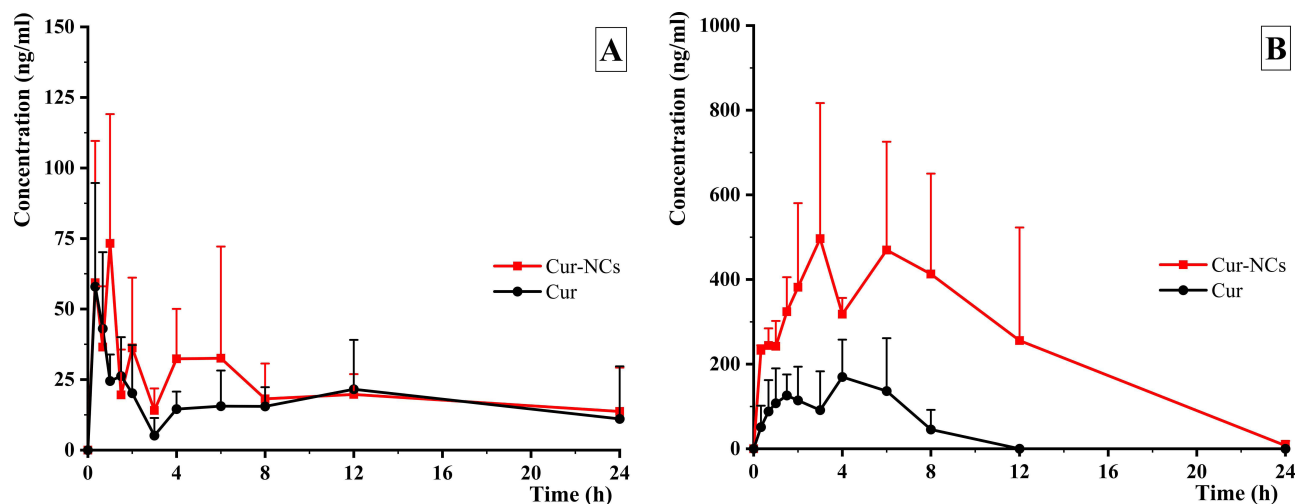 A
Concentration (ng/ml)
150
125
100
75
50
25
0
Cur-NCs
Cur
0 4 8 12 16 20 24
Time (h)
B
Concentration (ng/ml)
1000
800
600
400
200
0
Cur-NCs
Cur
0 4 8 12 16 20 24
Time (h)